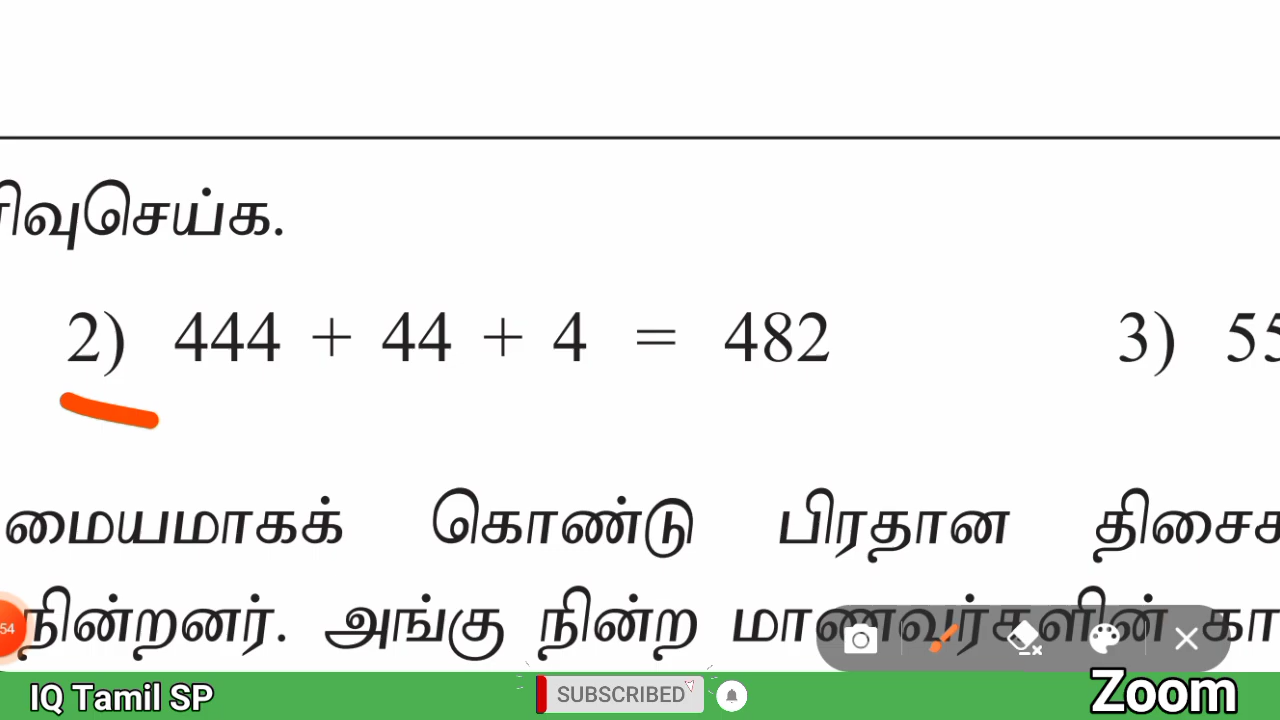 ரிவுசெய்க.
2) 444 + 44 + 4 = 482 3) 55
மையமாகக் கொண்டு பிரதான திசைக
நின்றனர். அங்கு நின்ற மாணவர்களின் கா
54
IQ Tamil SP SUBSCRIBED Zoom